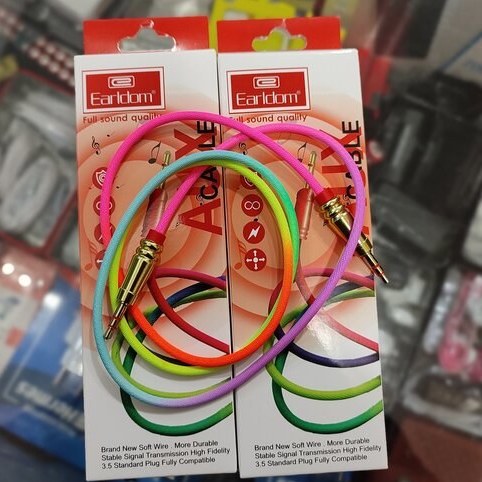 Earldom
Full sound quality
AUX
CABLE
Brand New Soft Wire . More Durable
Stable Signal Transmission High Fidelity
3.5 Standard Plug Fully Compatible
Earldom
Full sound quality
AUX
CABLE
Brand New Soft Wire . More Durable
Stable Signal Transmission High Fidelity
3.5 Standard Plug Fully Compatible